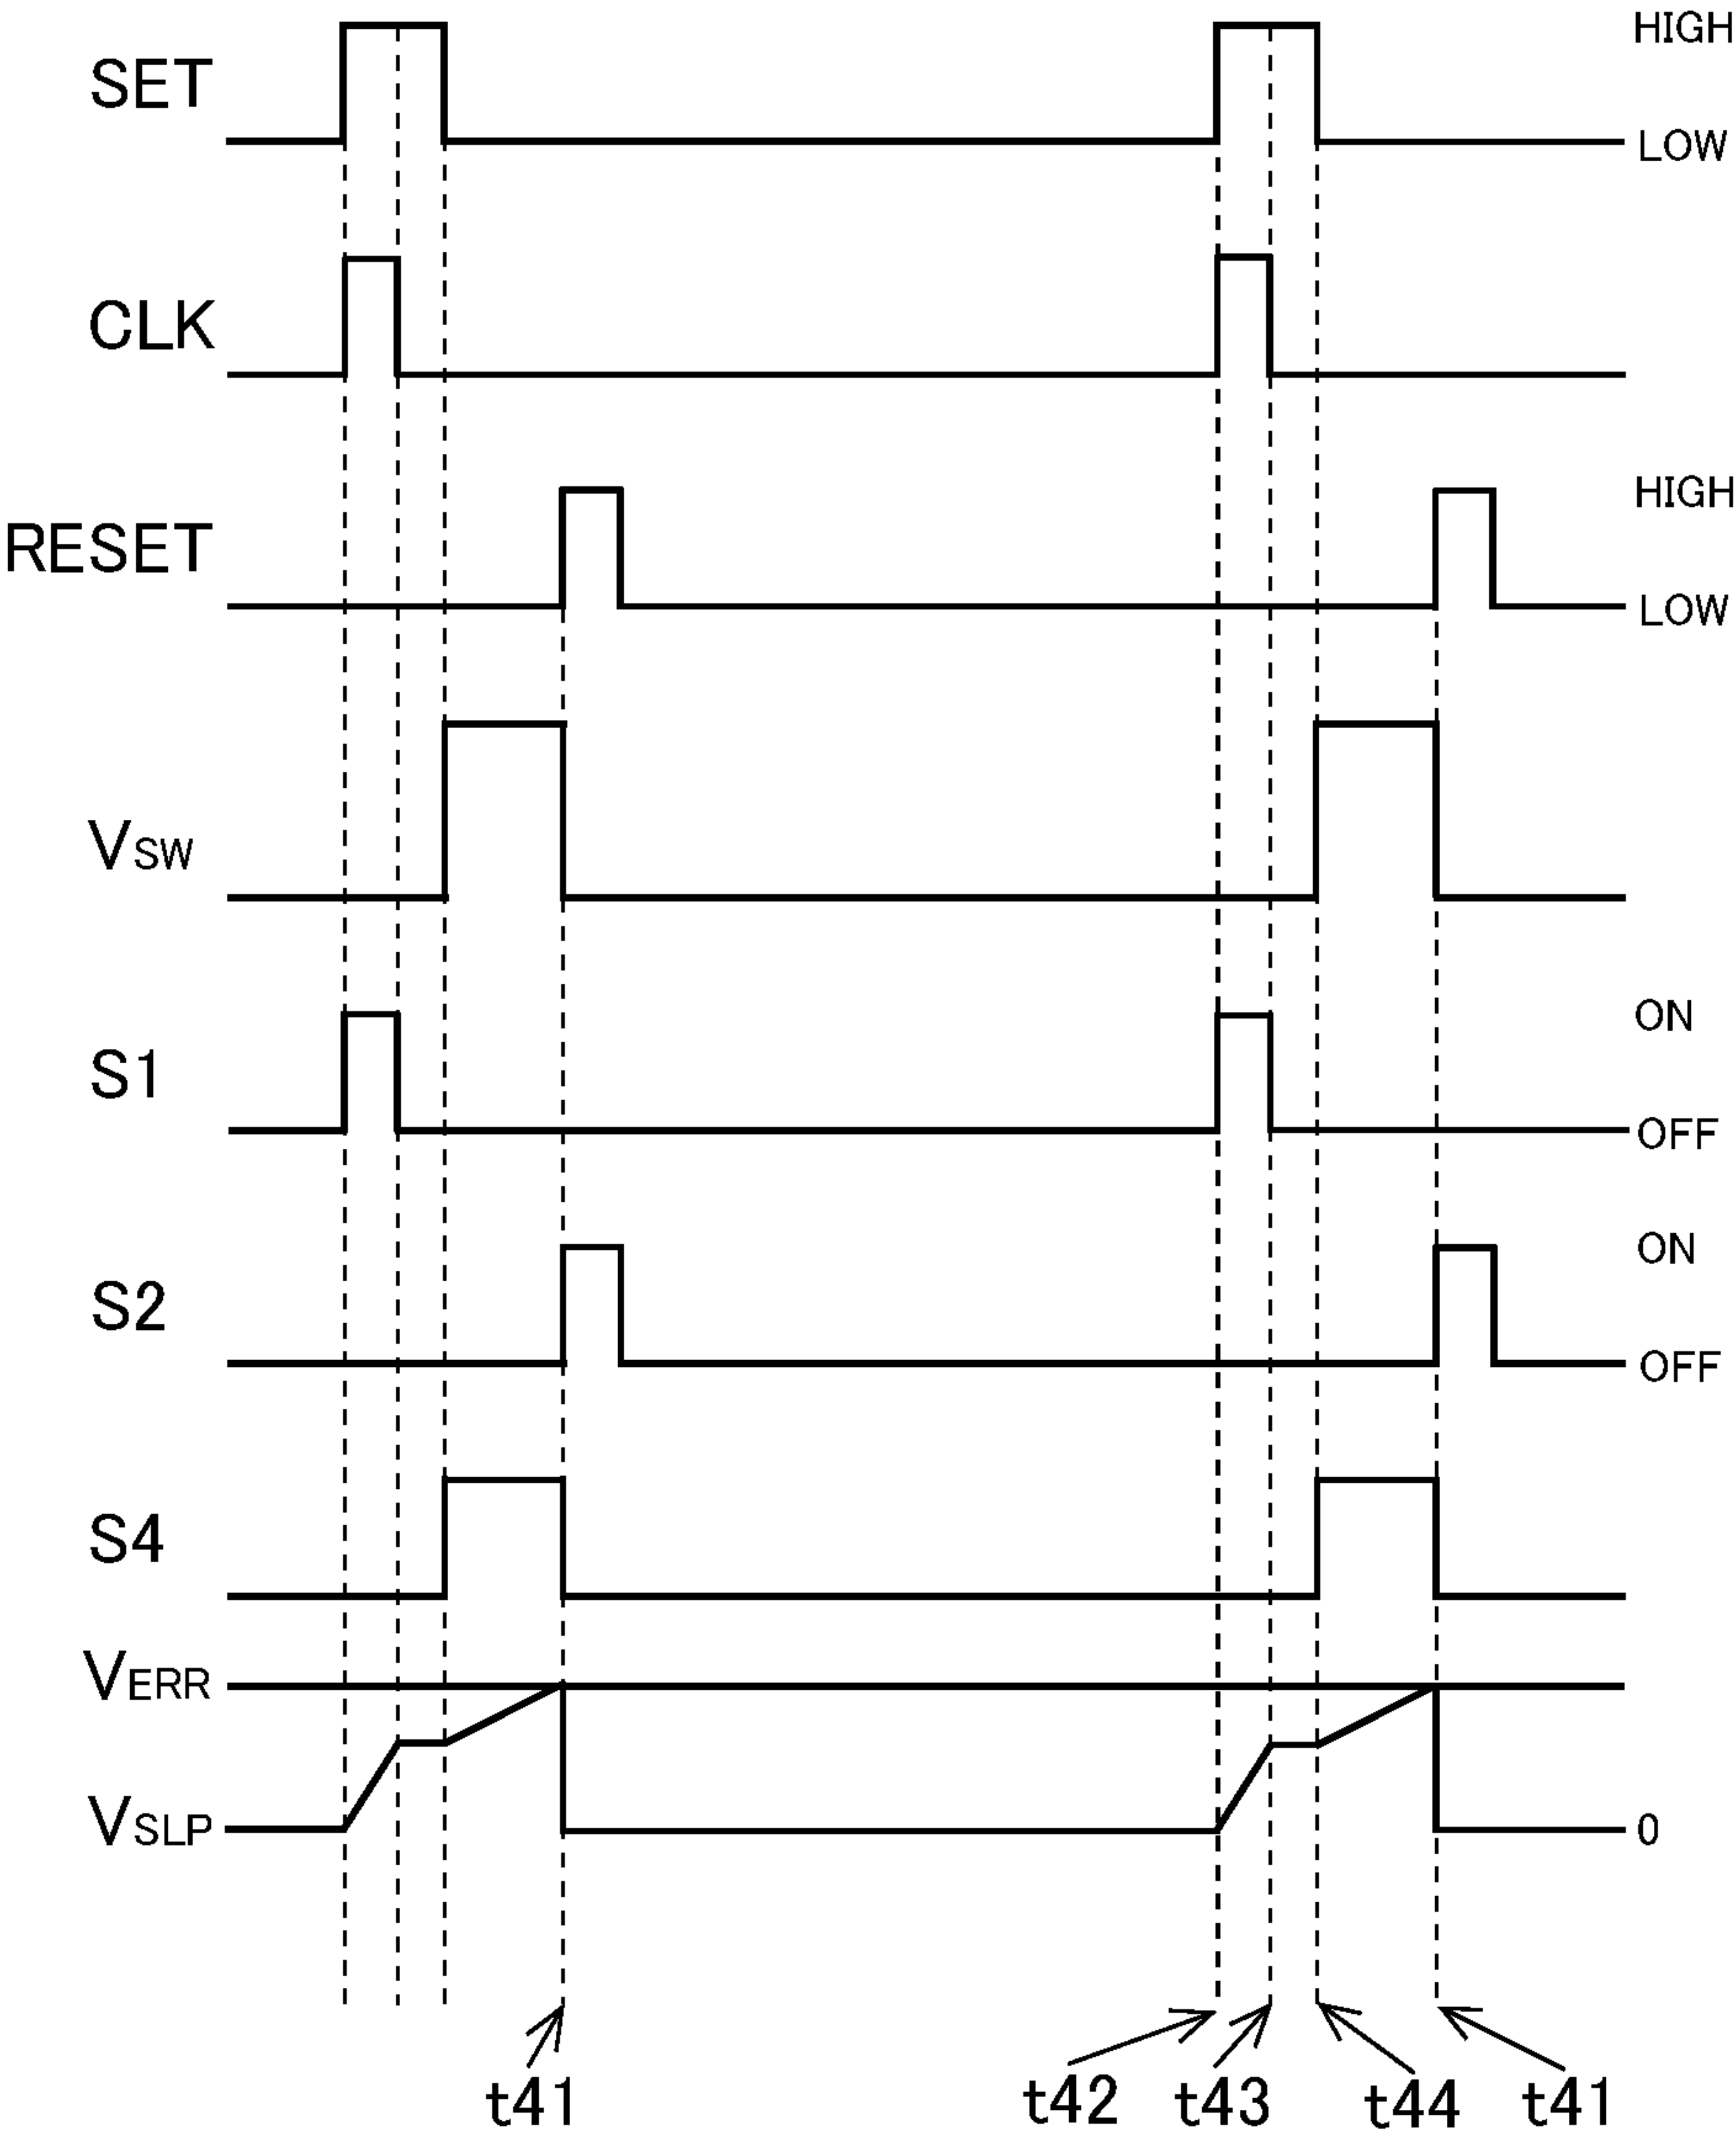 HIGH
SET
LOW
CLK
HIGH
RESET
LOW
VSW
ON
S1
OFF
ON
S2
OFF
S4
VERR
VSLP
0
t41 t42 t43 t44 t41